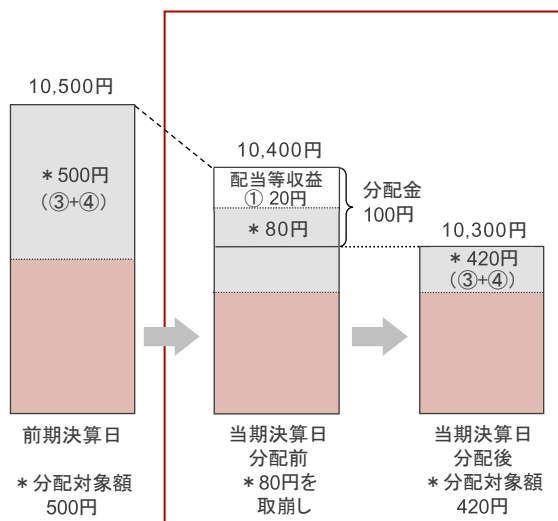 10,500円
＊500円
(③+④)
前期決算日
＊分配対象額
500円
10,400円
配当等収益
① 20円
＊80円
分配金
100円
当期決算日
分配前
＊80円を
取崩し
10,300円
＊420円
(③+④)
当期決算日
分配後
＊分配対象額
420円